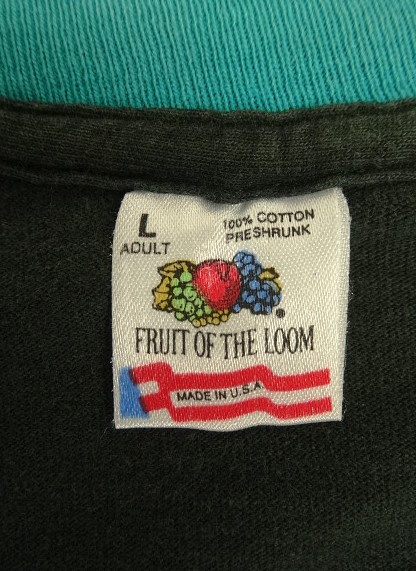 L
ADULT
100% COTTON
PRESHRUNK
®
FRUIT OF THE LOOM
MADE IN U.S.A.